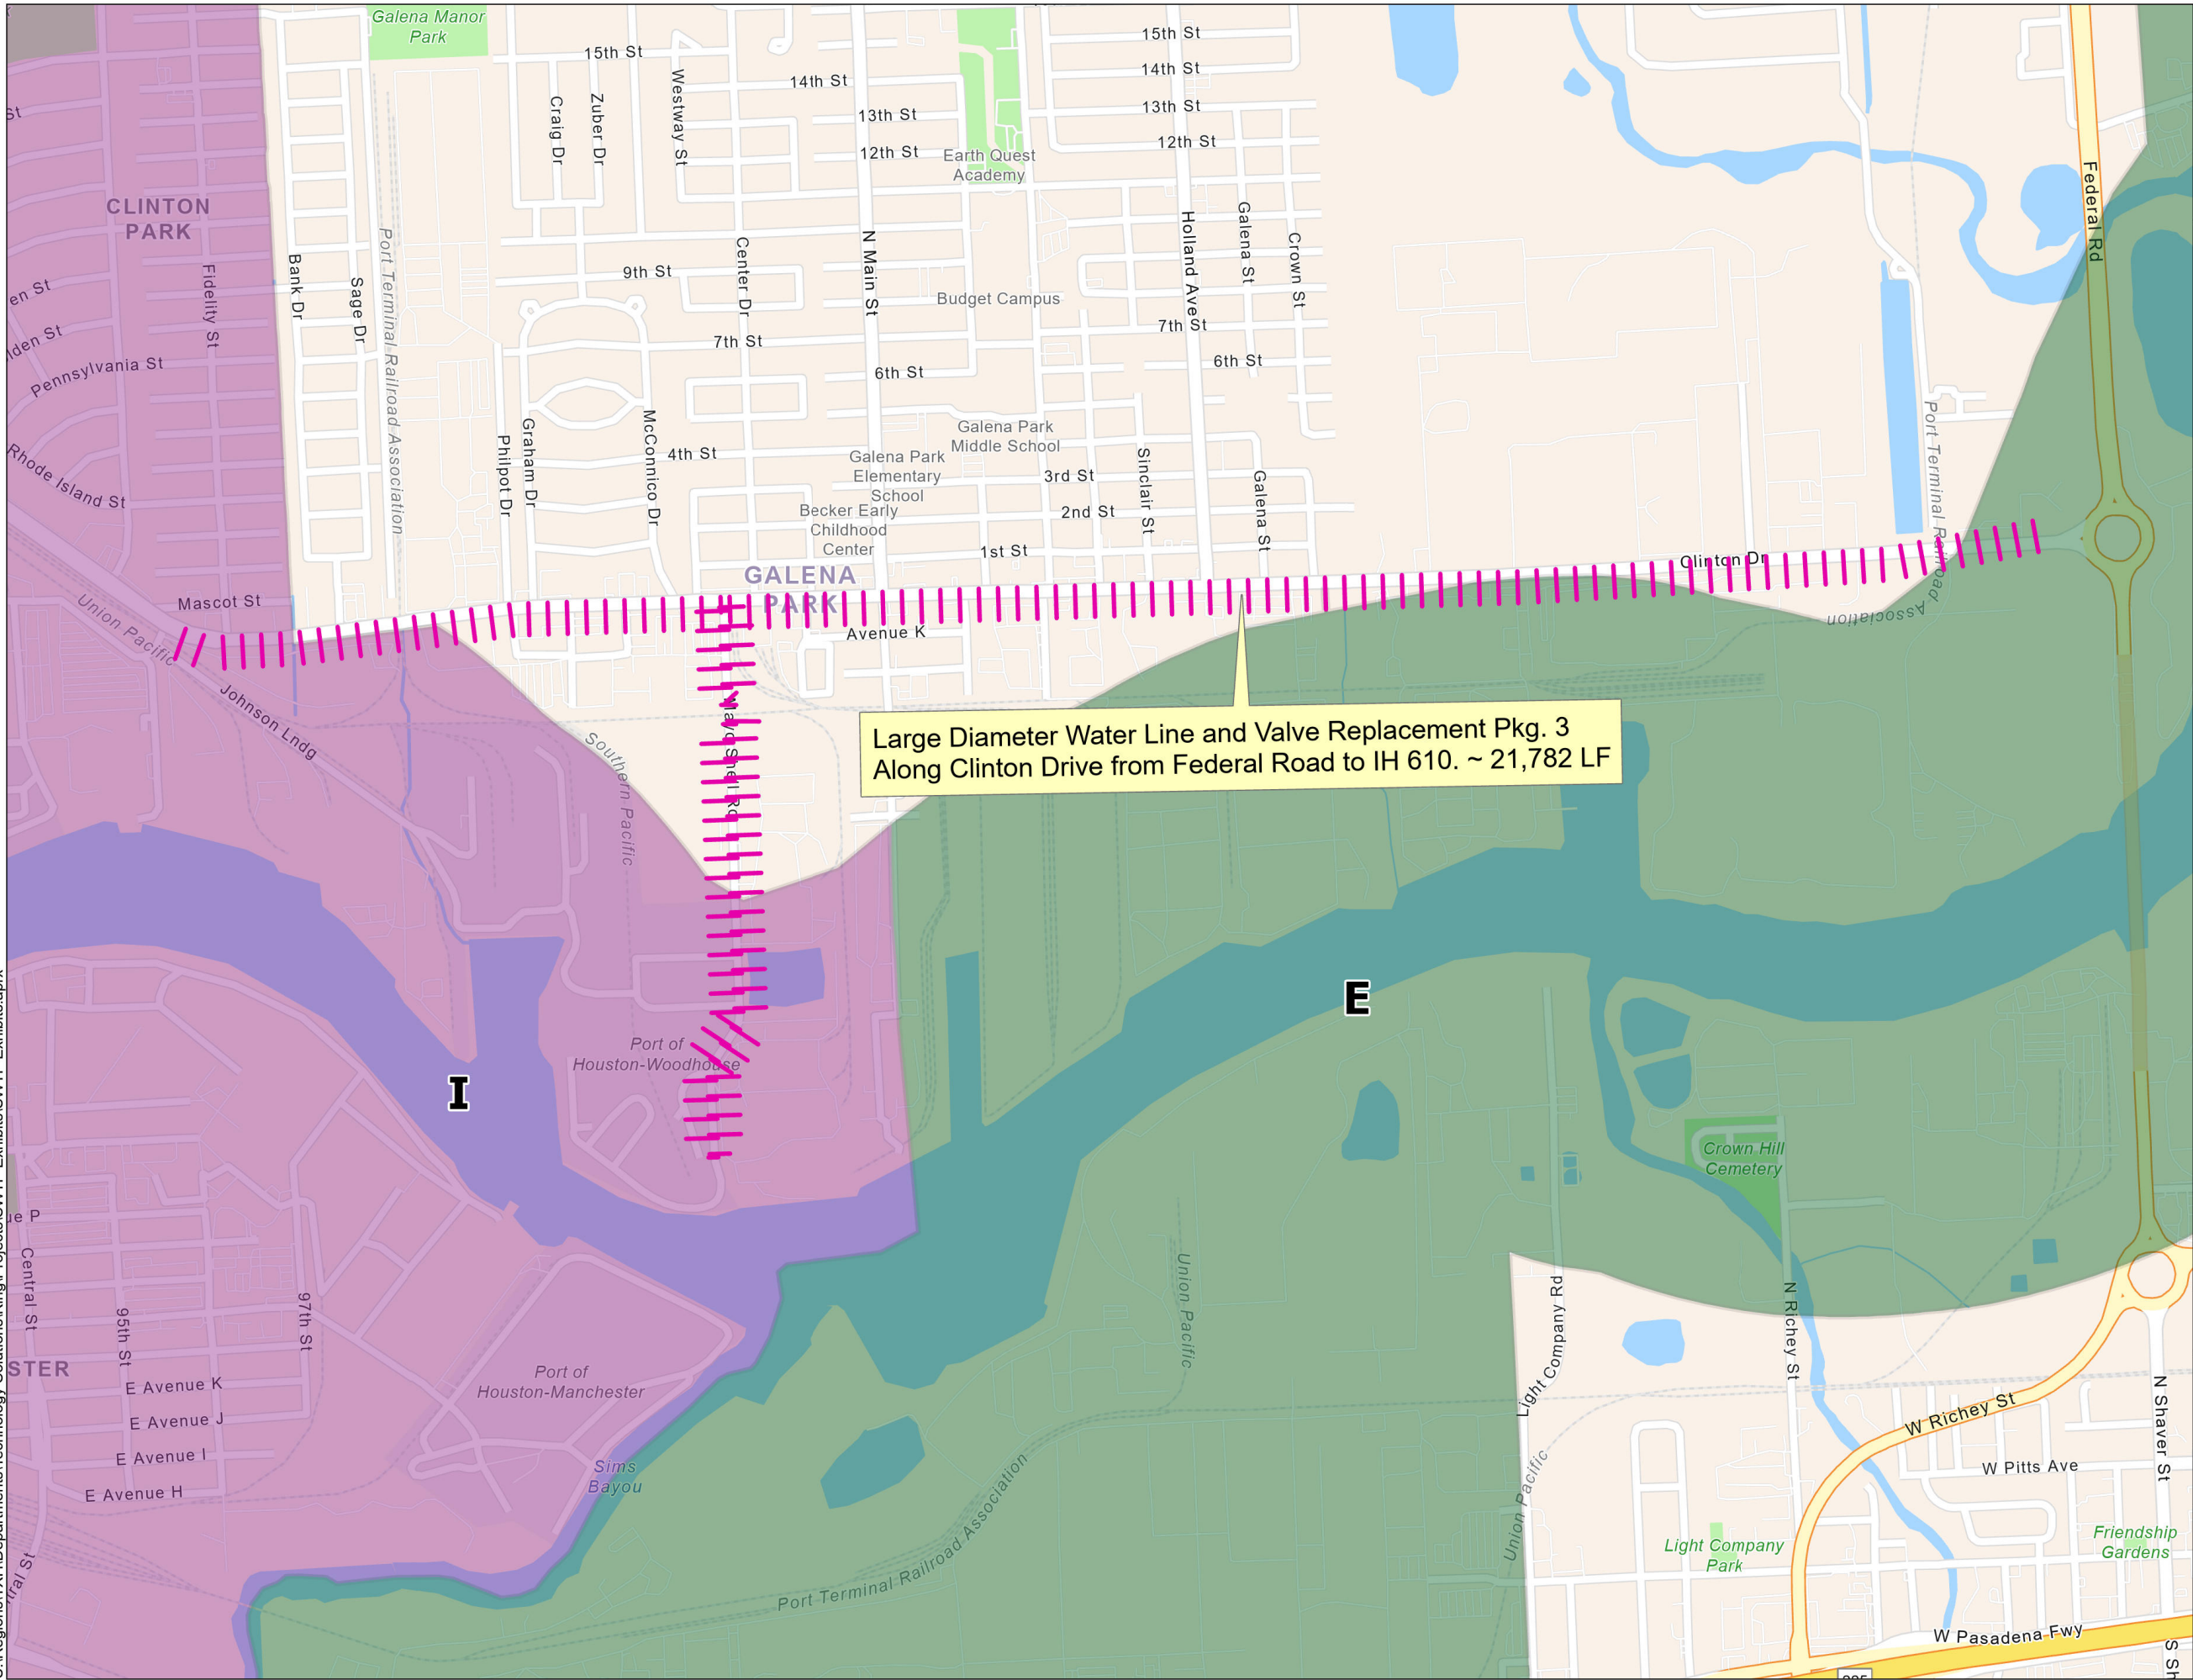 Galena Manor
Park
15th St
15th St
14th St
14th St
13th St
13th St
12th St
12th St
Craig Dr
Zuber Dr
Westway St
Earth Quest
Academy
CLINTON
PARK
Federal Rd
Bank Dr
Sage Dr
Fidelity St
Port Terminal Railroad Association
9th St
Center Dr
N Main St
Holland Ave
Galena St
Crown St
Budget Campus
7th St
7th St
6th St
6th St
Pennsylvania St
Rhode Island St
Philpot Dr
Graham Dr
McConnico Dr
4th St
Galena Park
Middle School
Galena Park
Elementary
School
3rd St
Becker Early
Childhood
Center
2nd St
1st St
Sinclair St
Galena St
Port Terminal Railroad
Association
Clinton Dr
GALENA
PARK
Mascot St
Union Pacific
Avenue K
Johnson Lndg
Southern Pacific
Large Diameter Water Line and Valve Replacement Pkg. 3
Along Clinton Drive from Federal Road to IH 610. ~ 21,782 LF
E
I
Port of
Houston-Woodhouse
Crown Hill
Cemetery
Central St
95th St
97th St
Union Pacific
Light Company Rd
N Richey St
STER
E Avenue K
E Avenue J
E Avenue I
E Avenue H
Port of
Houston-Manchester
Sims
Bayou
Port Terminal Railroad Association
Union Pacific
W Richey St
N Shaver St
W Pitts Ave
Light Company
Park
Friendship
Gardens
W Pasadena Fwy